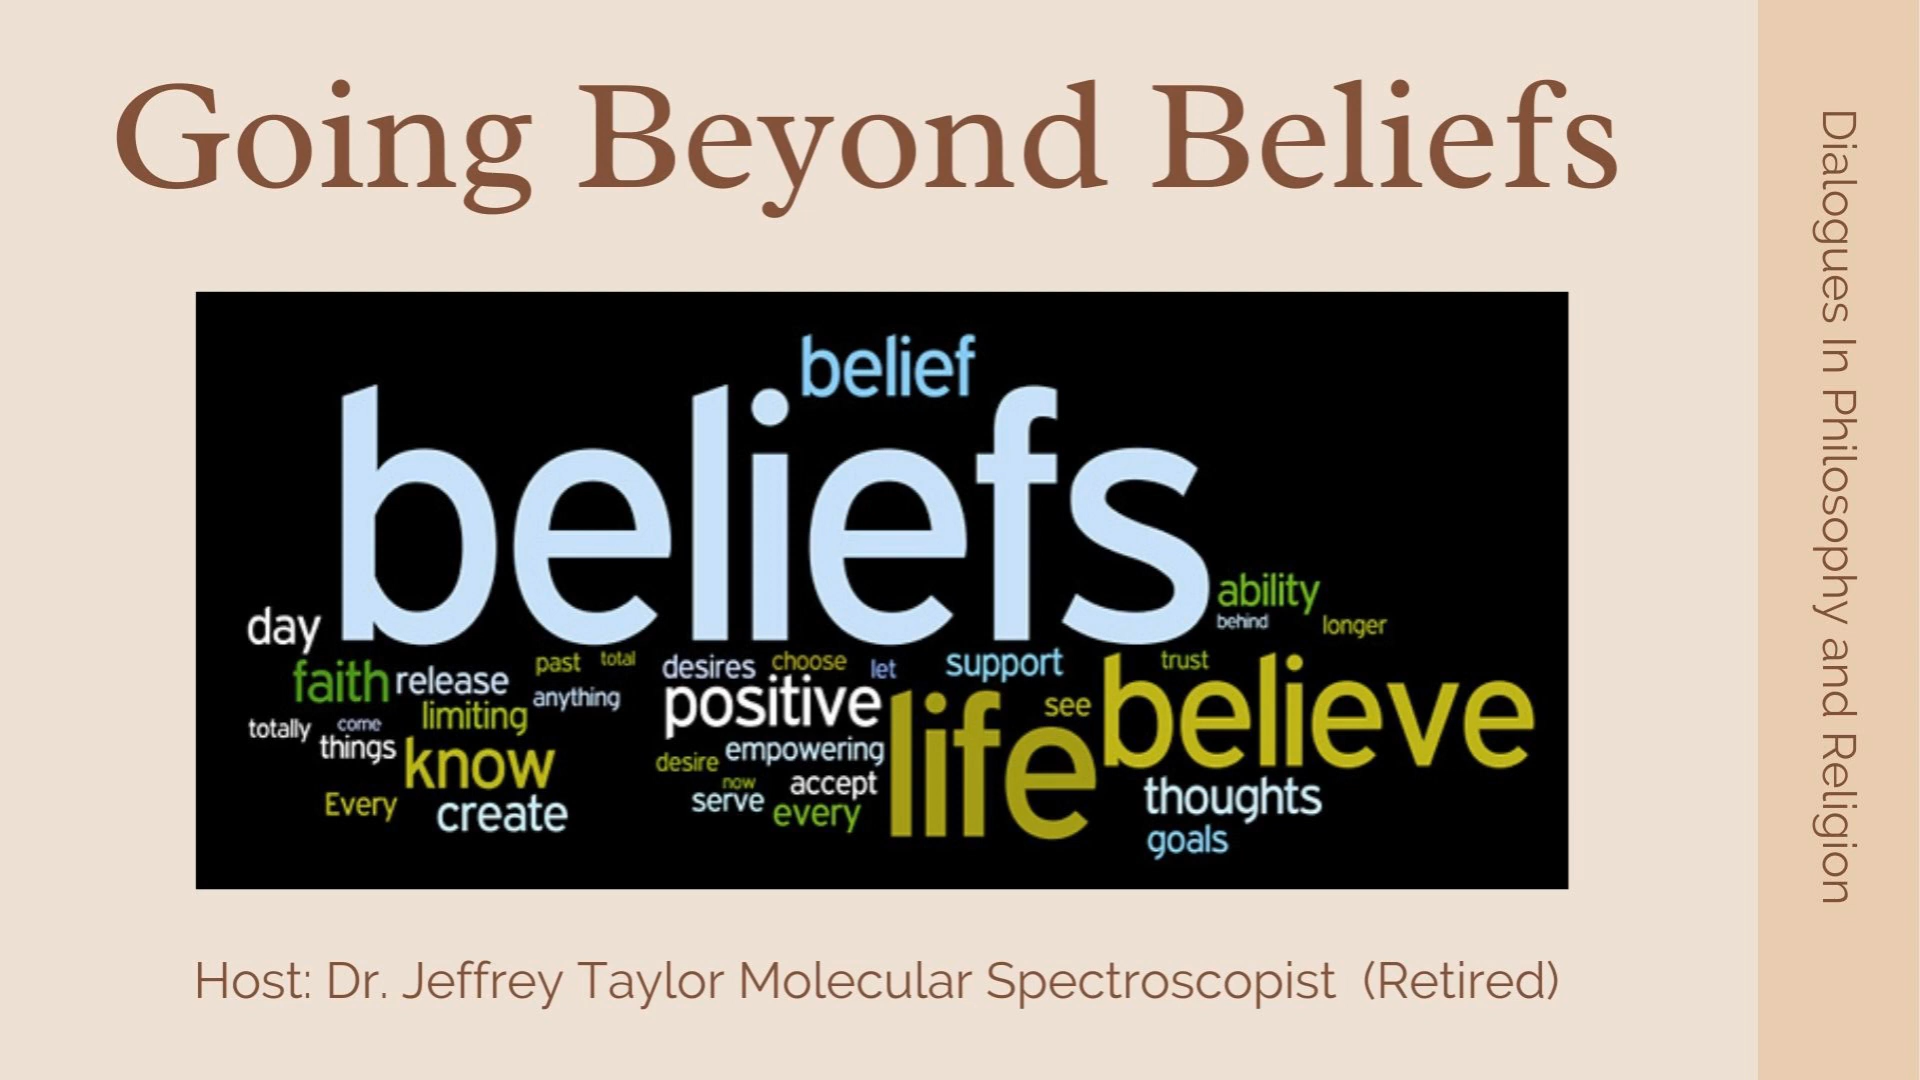 Going Beyond Beliefs
belief
beliefs
ability
behind
longer
day
faith
release
past
total
desires
choose
let
support
trust
believe
anything
positive
life
see
limiting
totally
come
things
know
desire
empowering
now
accept
serve
every
Every
create
thoughts
goals
Host: Dr. Jeffrey Taylor Molecular Spectroscopist (Retired)
Dialogues In Philosophy and Religion